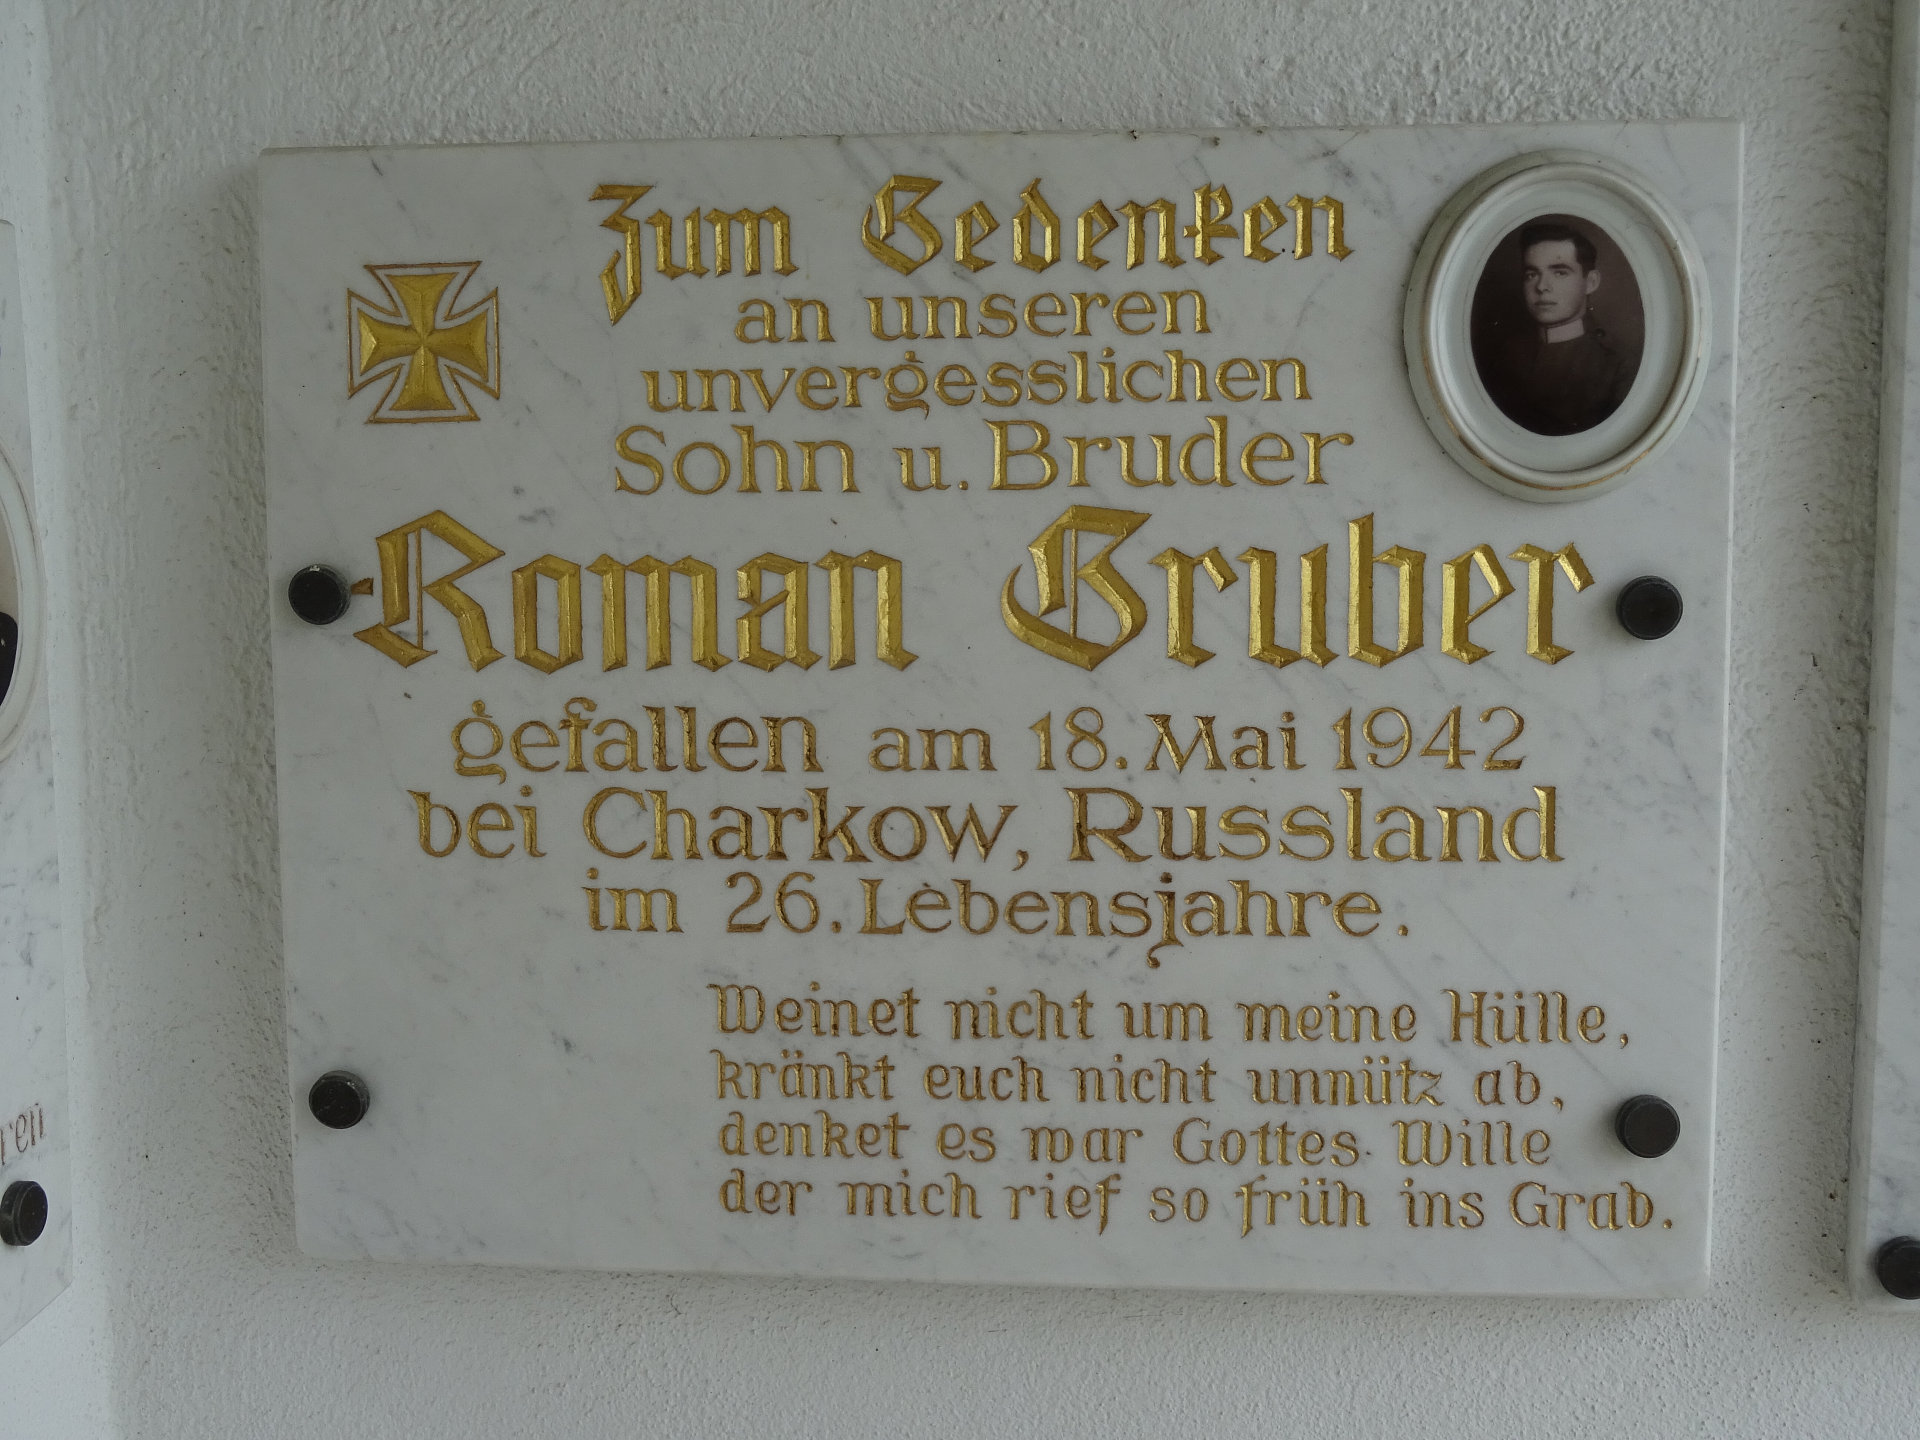 Zum Gedenken
an unseren
unvergesslichen
Sohn u. Bruder
Roman Gruber
gefallen am 18. Mai 1942
bei Charkow, Russland
im 26. Lebensjahre.
Weinet nicht um meine Hülle,
kränkt euch nicht unnütz ab,
denket es war Gottes Wille
der mich rief so früh ins Grab.